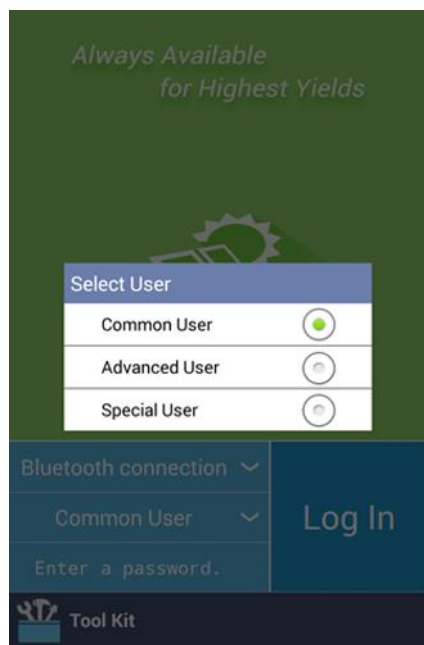 Always Available
for Highest Yields
Select User
Common User
Advanced User
Special User
Bluetooth connection
Common User
Log In
Enter a password.
Tool Kit